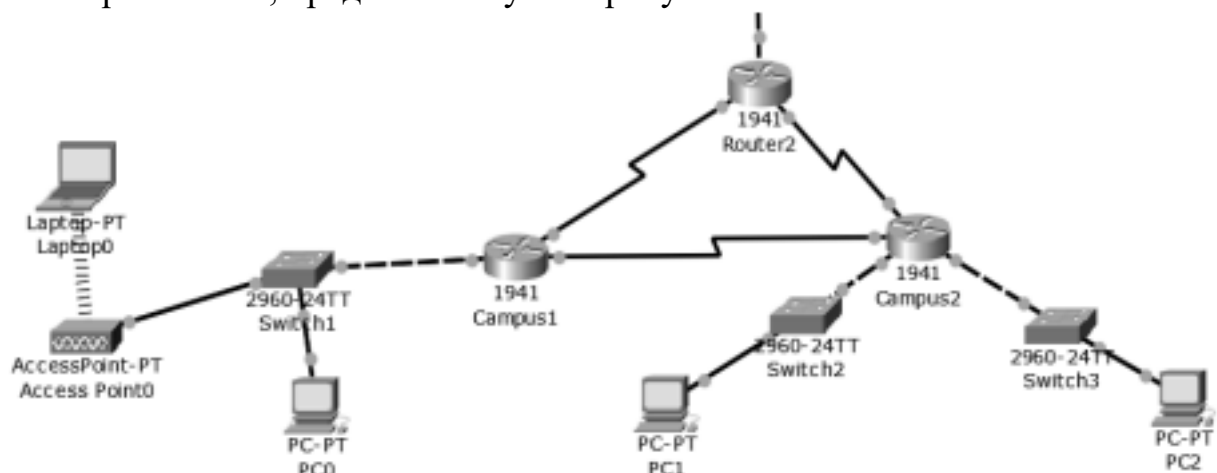 1941
Router2
Laptop-PT
Laptop0
1941
Campus2
2960-24TT
Switch1
1941
Campus1
2960-24TT
Switch2
2960-24TT
Switch3
AccessPoint-PT
Access Point0
PC-PT
PC0
PC-PT
PC1
PC-PT
PC2